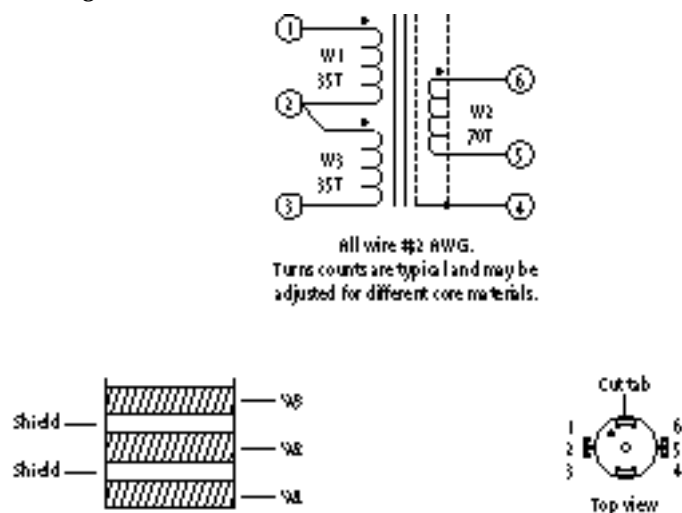 1
W1
35T
2
W3
35T
3
6
W2
70T
5
4
All wire #2 AWG.
Turns counts are typical and may be
adjusted for different core materials.
Shield
Shield
W3
W2
W1
Cut tab
1
2
3
6
5
4
Top view